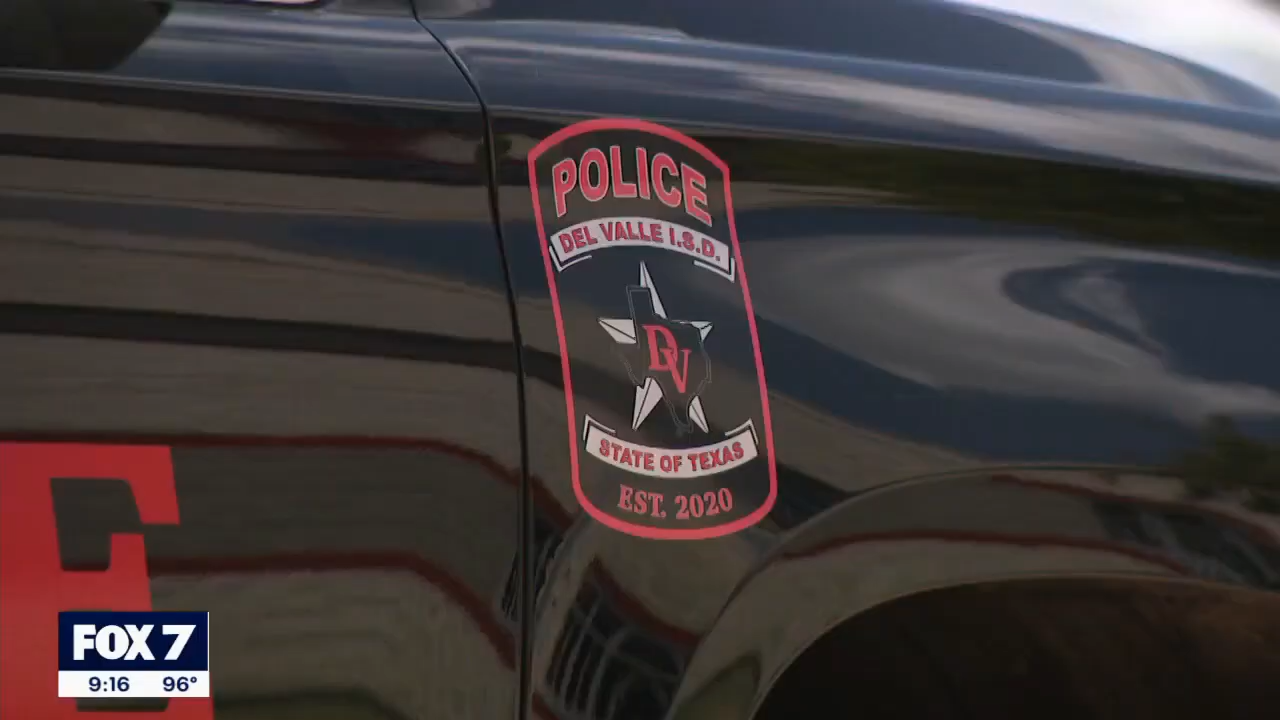 POLICE
DEL VALLE I.S.D.
DV
STATE OF TEXAS
EST. 2020
E
FOX 7
9:16 96°